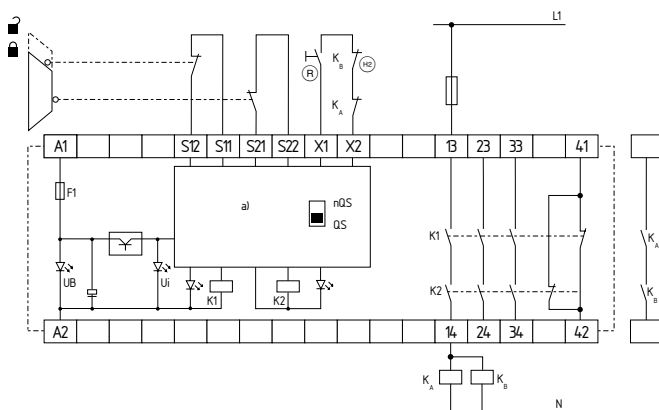 L1
K B
H2
R
K A
A1 S12 S11 S21 S22 X1 X2 13 23 33 41
F1
a)
nQS
QS
K1
K A
UB
Ui
K1
K2
K2
K B
A2 14 24 34 42
K A
K B
N